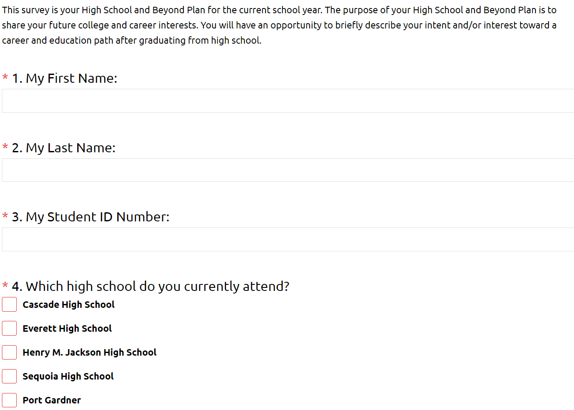 This survey is your High School and Beyond Plan for the current school year. The purpose of your High School and Beyond Plan is to
share your future college and career interests. You will have an opportunity to briefly describe your intent and/or interest toward a
career and education path after graduating from high school.
* 1. My First Name:
* 2. My Last Name:
* 3. My Student ID Number:
* 4. Which high school do you currently attend?
Cascade High School
Everett High School
Henry M. Jackson High School
Sequoia High School
Port Gardner